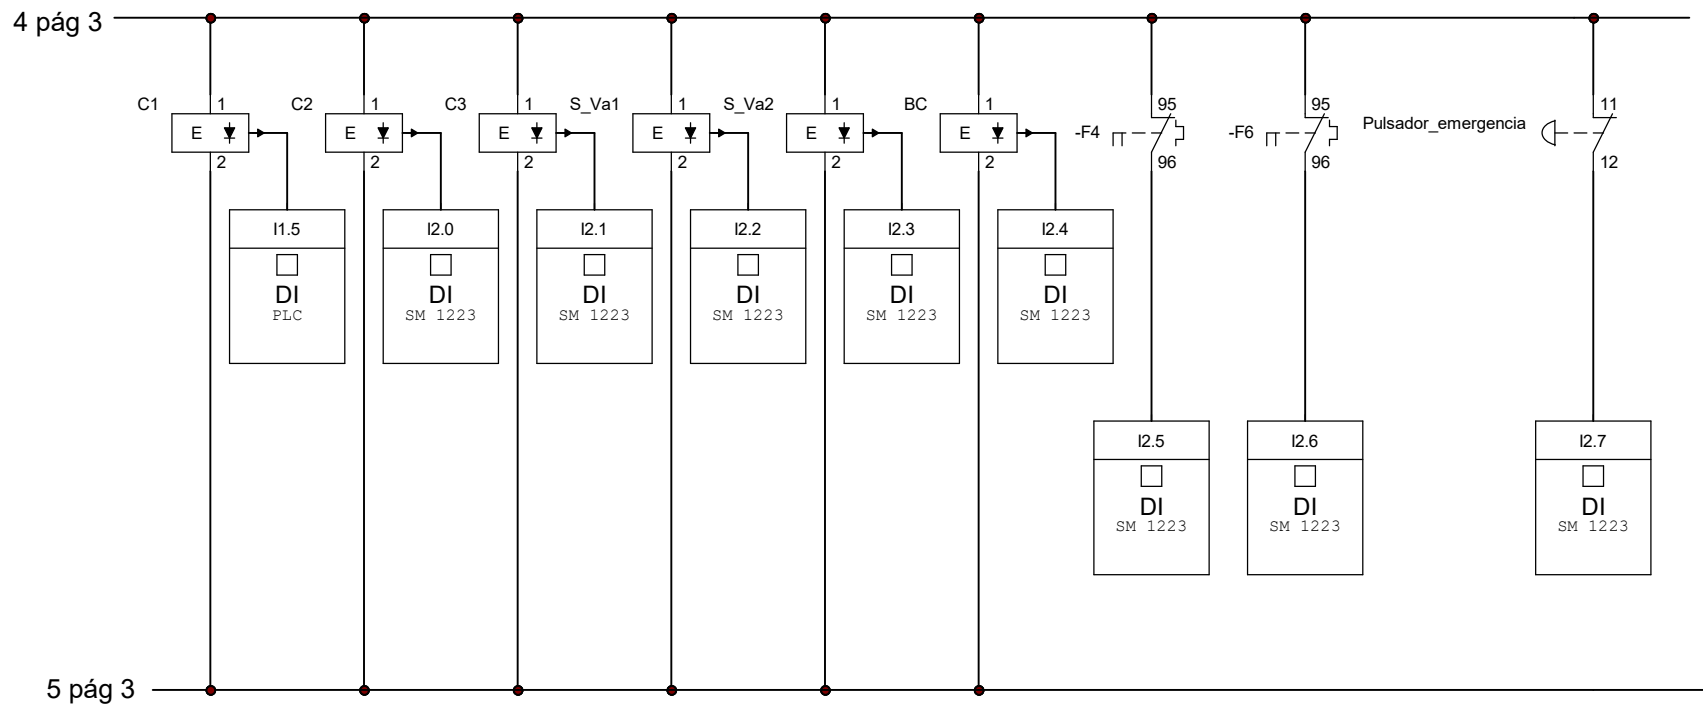 4 pág 3
C1
1
E
2
C2
1
E
2
C3
1
E
2
S_Va1
1
E
2
S_Va2
1
E
2
BC
1
E
2
-F4
95
96
-F6
95
96
Pulsador_emergencia
11
12
I1.5
DI
PLC
I2.0
DI
SM 1223
I2.1
DI
SM 1223
I2.2
DI
SM 1223
I2.3
DI
SM 1223
I2.4
DI
SM 1223
I2.5
DI
SM 1223
I2.6
DI
SM 1223
I2.7
DI
SM 1223
5 pág 3